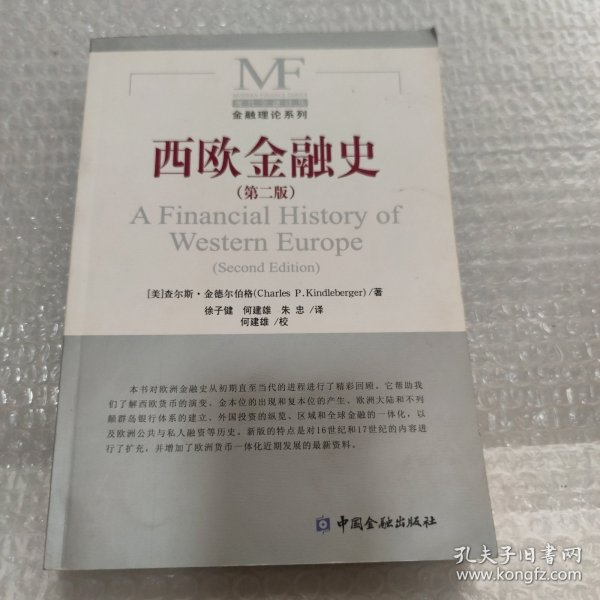 MF
MODERN FINANCE SERIES
现代金融译丛
金融理论系列
西欧金融史
(第二版)
A Financial History of
Western Europe
(Second Edition)
[美]查尔斯·金德尔伯格(Charles P.Kindleberger)/著
徐子健 何建雄 朱忠/译
何建雄/校
本书对欧洲金融史从初期直至当代的进程进行了精彩回顾。它帮助我
们了解西欧货币的演变、金本位的出现和复本位的产生、欧洲大陆和不列
颠群岛银行体系的建立、外国投资的纵览、区域和全球金融的一体化，以
及欧洲公共与私人融资等历史。新版的特点是对16世纪和17世纪的内容进
行了扩充，并增加了欧洲货币一体化近期发展的最新资料。
中国金融出版社
孔夫子旧书网
www.kongfz.com